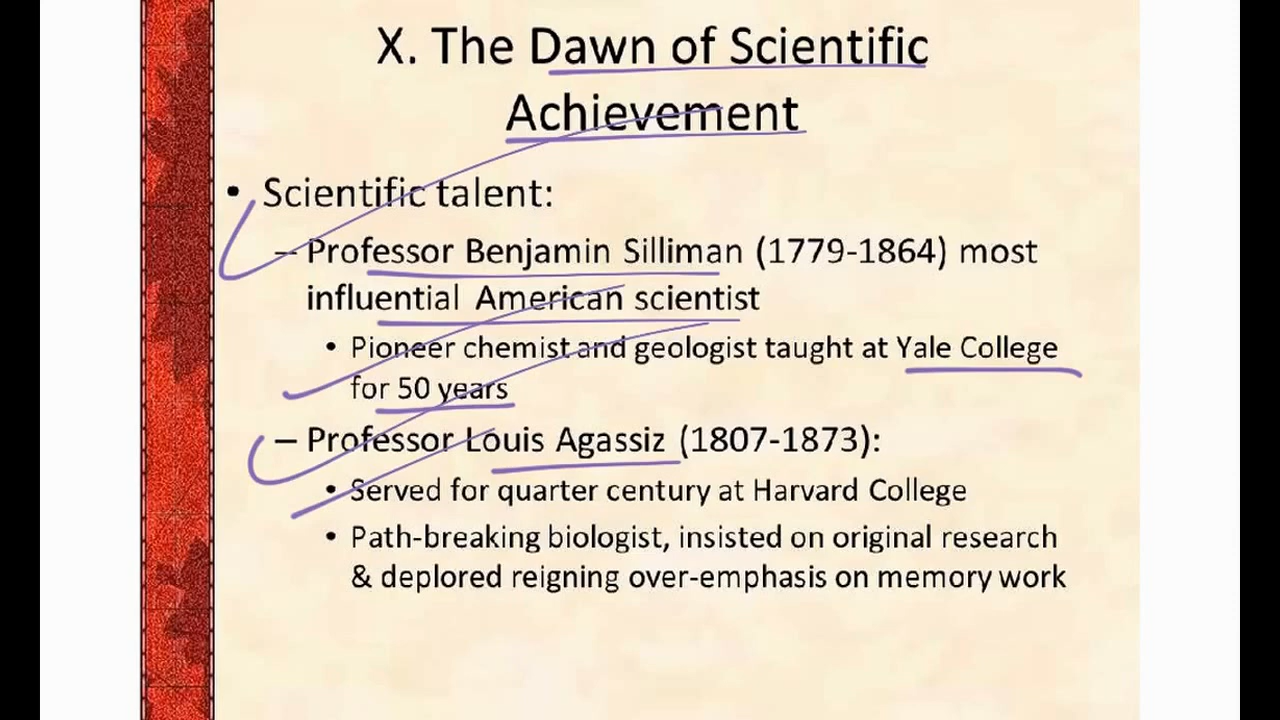 X. The Dawn of Scientific
Achievement
• Scientific talent:
– Professor Benjamin Silliman (1779-1864) most
influential American scientist
• Pioneer chemist and geologist taught at Yale College
for 50 years
– Professor Louis Agassiz (1807-1873):
• Served for quarter century at Harvard College
• Path-breaking biologist, insisted on original research
& deplored reigning over-emphasis on memory work